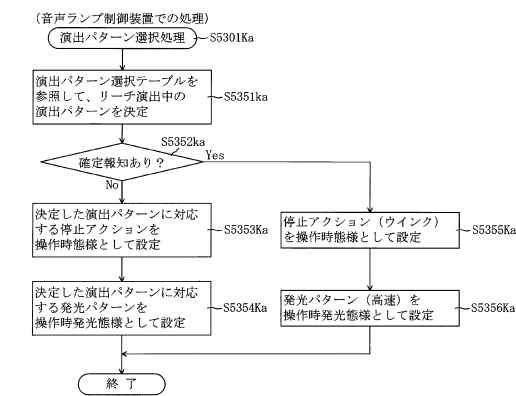 (音声ランプ制御装置での処理)
演出パターン選択処理
S5301Ka
演出パターン選択テーブルを
参照して、リーチ演出中の
演出パターンを決定
S5351ka
S5352ka
確定報知あり?
Yes
No
決定した演出パターンに対応
する停止アクションを
操作時態様として設定
S5353Ka
停止アクション(ウインク)
を操作時態様として設定
S5355Ka
決定した演出パターンに対応
する発光パターンを
操作時発光態様として設定
S5354Ka
発光パターン(高速)を
操作時発光態様として設定
S5356Ka
終了